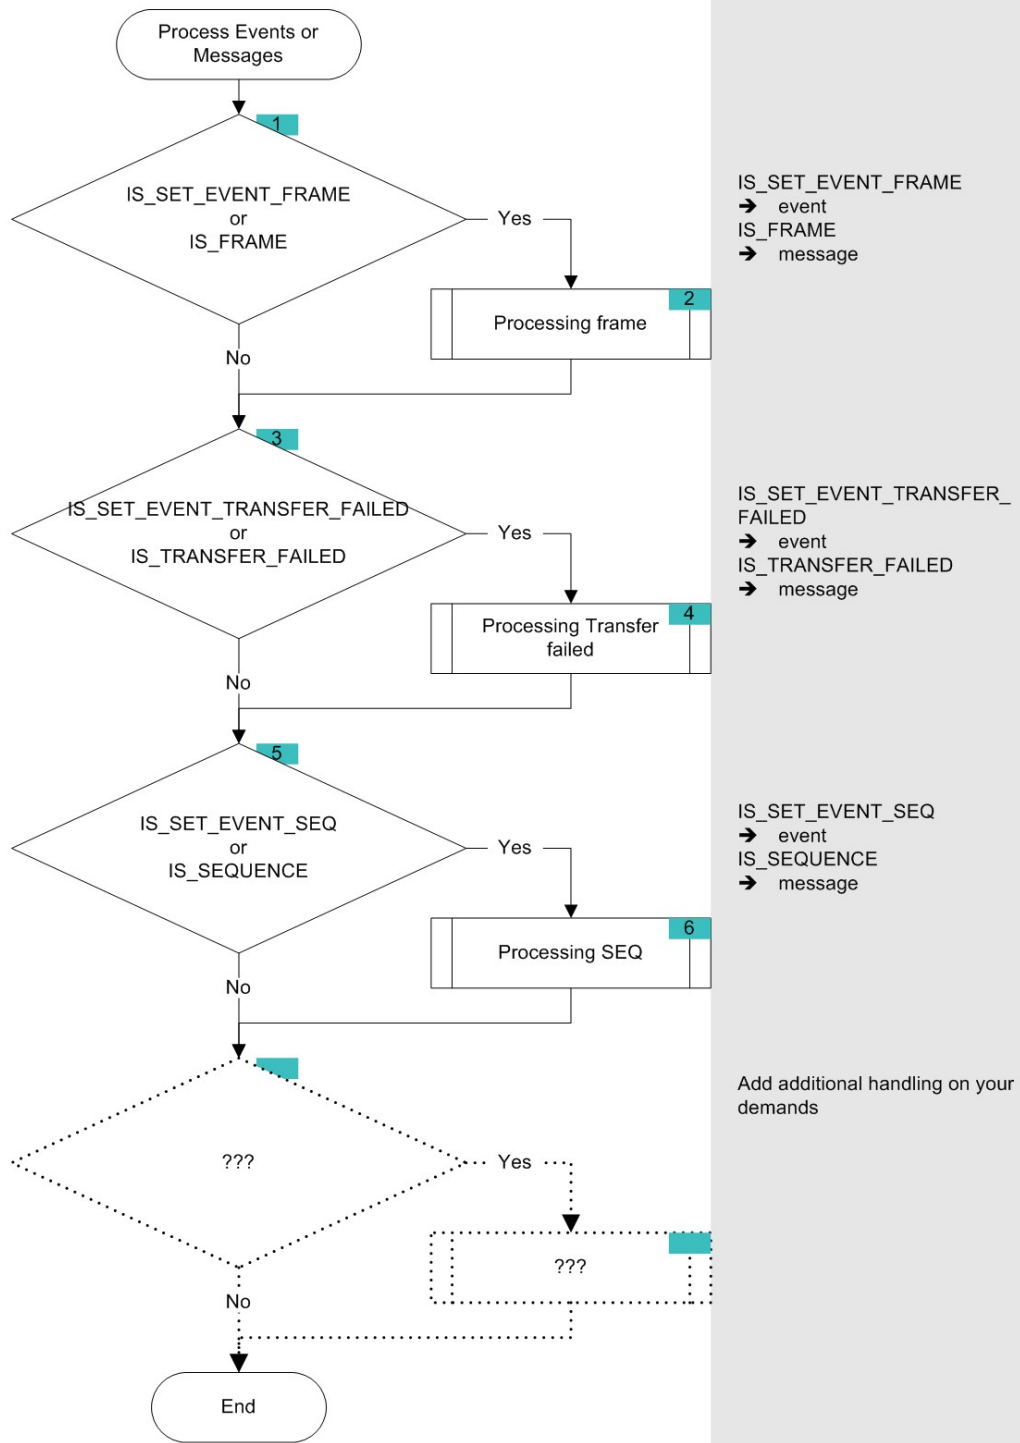 Process Events or
Messages
1
IS_SET_EVENT_FRAME
or
IS_FRAME
Yes
IS_SET_EVENT_FRAME
➔ event
IS_FRAME
➔ message
2
Processing frame
No
3
IS_SET_EVENT_TRANSFER_FAILED
or
IS_TRANSFER_FAILED
Yes
IS_SET_EVENT_TRANSFER_
FAILED
➔ event
IS_TRANSFER_FAILED
➔ message
4
Processing Transfer
failed
No
5
IS_SET_EVENT_SEQ
or
IS_SEQUENCE
Yes
IS_SET_EVENT_SEQ
➔ event
IS_SEQUENCE
➔ message
6
Processing SEQ
No
Add additional handling on your
demands
???
Yes
???
No
End